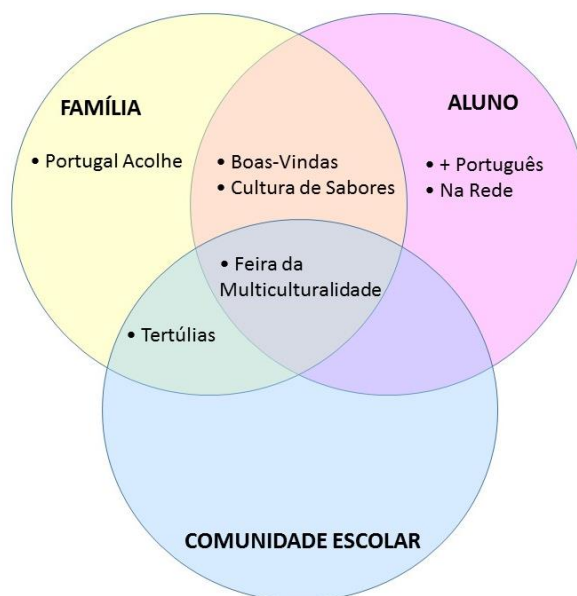 FAMÍLIA
• Portugal Acolhe
• Boas-Vindas
• Cultura de Sabores
ALUNO
• + Português
• Na Rede
• Feira da
Multiculturalidade
• Tertúlias
COMUNIDADE ESCOLAR